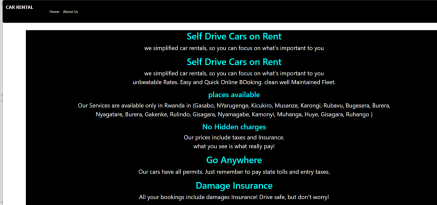 CAR RENTAL
Home About Us
Self Drive Cars on Rent
we simplified car rentals, so you can focus on what's important to you
Self Drive Cars on Rent
we simplified car rentals, so you can focus on what's important to you
unbeatable Rates. Easy and Quick Online BOoking. clean well Maintained Fleet.
places available
Our Services are available only in Rwanda in (Gasabo, NYarugenge, Kicukiro, Musanze, Karongi, Rubavu, Bugesera, Burera,
Nyagatare, Burera, Gakenke, Rulindo, Gisagara, Nyamagabe, Kamonyi, Muhanga, Huye, Gisagara, Ruhango )
No Hidden charges
Our prices include taxes and Insurance.
what you see is what really pay!
Go Anywhere
Our cars have all permits. Just remember to pay state tolls and entry taxes.
Damage Insurance
All your bookings include damages Insurance! Drive safe, but don't worry!